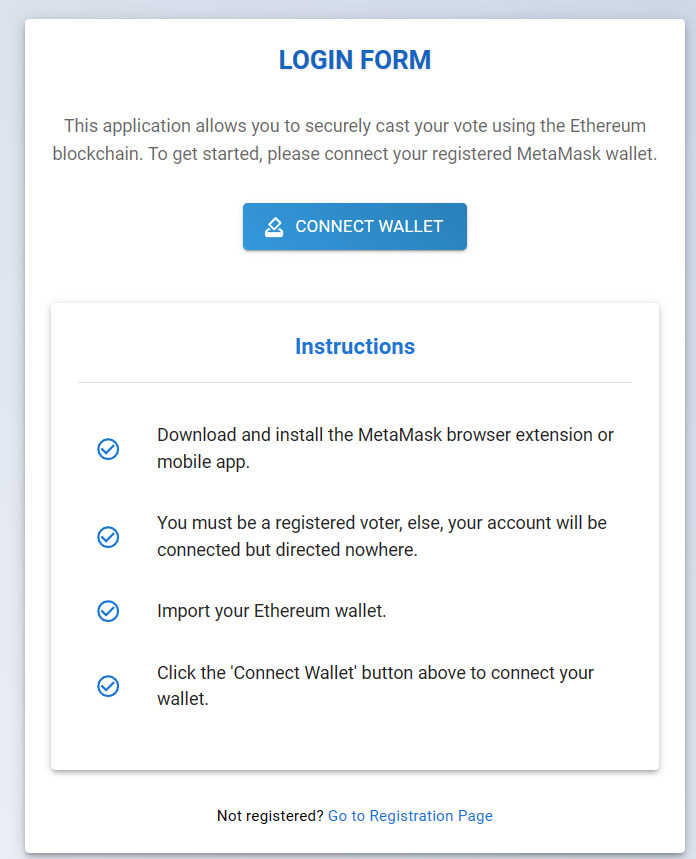 LOGIN FORM
This application allows you to securely cast your vote using the Ethereum
blockchain. To get started, please connect your registered MetaMask wallet.
CONNECT WALLET
Instructions
Download and install the MetaMask browser extension or
mobile app.
You must be a registered voter, else, your account will be
connected but directed nowhere.
Import your Ethereum wallet.
Click the 'Connect Wallet' button above to connect your
wallet.
Not registered? Go to Registration Page